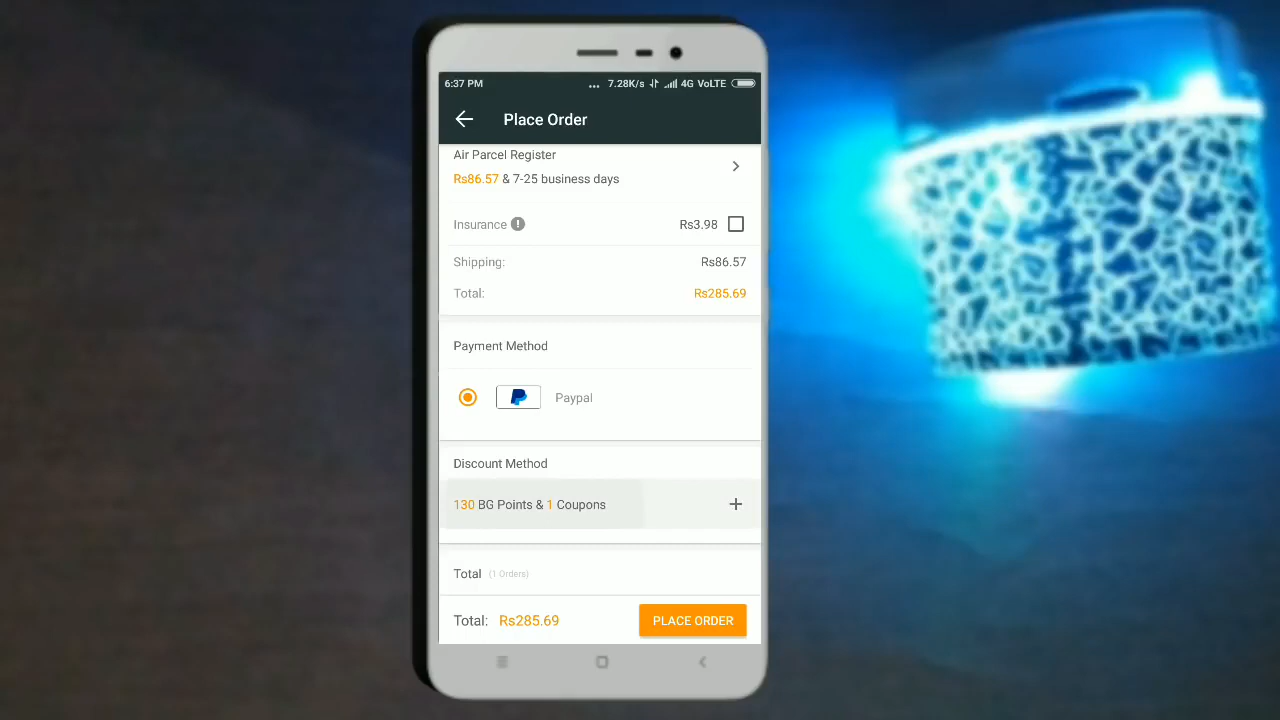 6:37 PM ... 7.28K/s 4G VoLTE
Place Order
Air Parcel Register
Rs86.57 & 7-25 business days
Insurance Rs3.98
Shipping: Rs86.57
Total: Rs285.69
Payment Method
Paypal
Discount Method
130 BG Points & 1 Coupons
Total (1 Orders)
Total: Rs285.69 PLACE ORDER